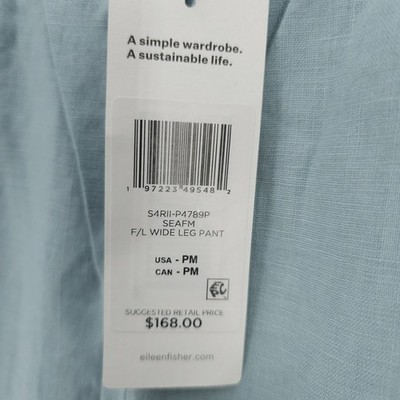 A simple wardrobe.
A sustainable life.
1 97223 49548 2
S4RII-P4789P
SEAFM
F/L WIDE LEG PANT
USA - PM
CAN - PM
SUGGESTED RETAIL PRICE
$168.00
eileenfisher.com